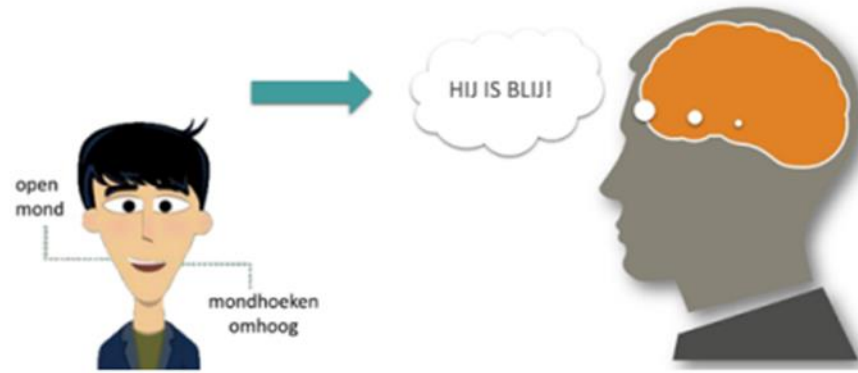 HIJ IS BLIJ!
open
mond
mondhoeken
omhoog